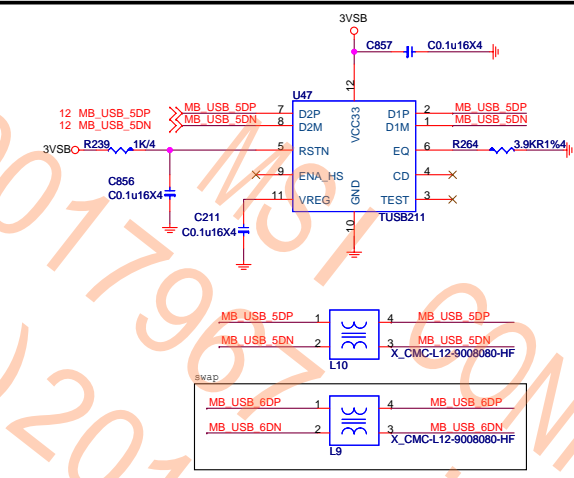 3VSB
C857 C0.1u16X4
U47
12
12 MB_USB_5DP MB_USB_5DP 7 D2P D1P 2 MB_USB_5DP
12 MB_USB_5DN MB_USB_5DN 8 D2M D1M 1 MB_USB_5DN
VCC33
3VSB R239 1K/4 5 RSTN EQ 6 R264 3.9KR1%4
9 ENA_HS CD 4
C856
C0.1u16X4
11 VREG GND TEST 3
C211
C0.1u16X4
10
TUSB211
MB_USB_5DP 1 4 MB_USB_5DP
MB_USB_5DN 2 3 MB_USB_5DN
X_CMC-L12-9008080-HF
L10
swap
MB_USB_6DP 1 4 MB_USB_6DP
MB_USB_6DN 2 3 MB_USB_6DN
X_CMC-L12-9008080-HF
L9
MSI CON